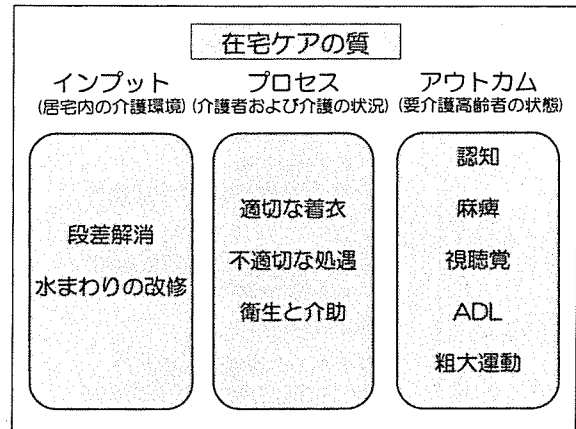 在宅ケアの質
インプット
(居宅内の介護環境)
プロセス
(介護者および介護の状況)
アウトカム
(要介護高齢者の状態)
段差解消
水まわりの改修
適切な着衣
不適切な処遇
衛生と介助
認知
麻痺
視聴覚
ADL
粗大運動